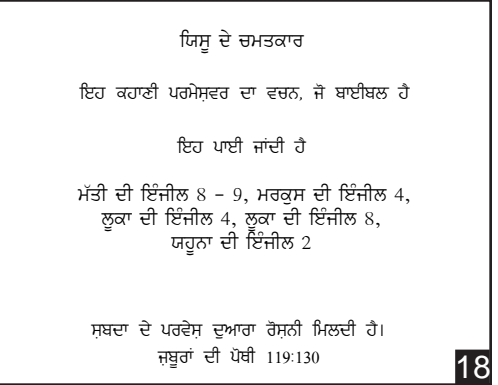 ਯਿਸੂ ਦੇ ਚਮਤਕਾਰ
ਇਹ ਕਹਾਣੀ ਪਰਮੇਸ਼ਵਰ ਦਾ ਵਚਨ, ਜੋ ਬਾਈਬਲ ਹੈ
ਇਹ ਪਾਈ ਜਾਂਦੀ ਹੈ
ਮੱਤੀ ਦੀ ਇੰਜੀਲ 8 – 9, ਮਰਕੁਸ ਦੀ ਇੰਜੀਲ 4,
ਲੂਕਾ ਦੀ ਇੰਜੀਲ 4, ਲੂਕਾ ਦੀ ਇੰਜੀਲ 8,
ਯਹੂਨਾ ਦੀ ਇੰਜੀਲ 2
ਸ਼ਬਦਾ ਦੇ ਪਰਵੇਸ਼ ਦੁਆਰਾ ਰੋਸ਼ਨੀ ਮਿਲਦੀ ਹੈ।
ਜ਼ਬੂਰਾਂ ਦੀ ਪੋਥੀ 119:130
18